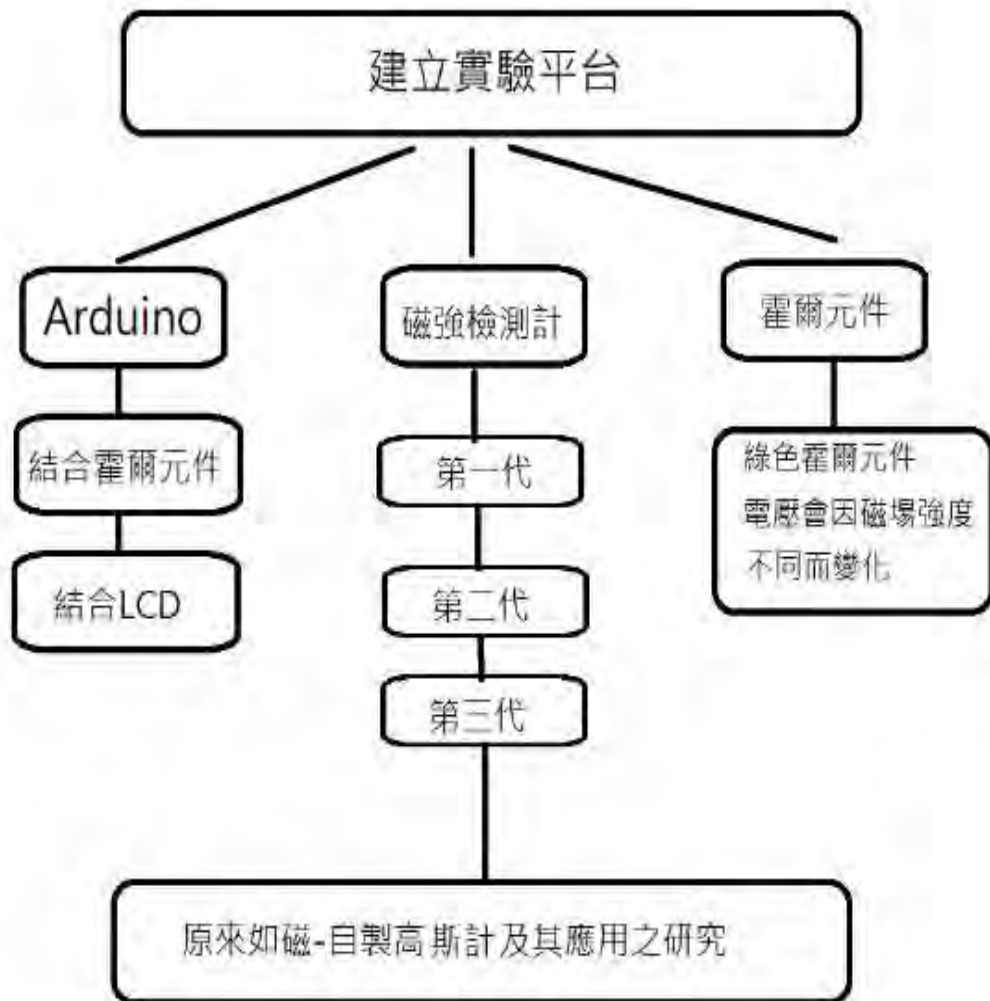 建立實驗平台
Arduino
磁強檢測計
霍爾元件
結合霍爾元件
結合LCD
第一代
第二代
第三代
綠色霍爾元件
電壓會因磁場強度
不同而變化
原來如磁-自製高斯計及其應用之研究